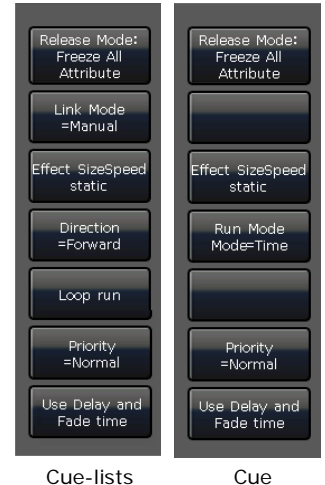 Release Mode:
Freeze All
Attribute
Link Mode
=Manual
Effect SizeSpeed
static
Direction
=Forward
Loop run
Priority
=Normal
Use Delay and
Fade time
Cue-lists
Release Mode:
Freeze All
Attribute
Effect SizeSpeed
static
Run Mode
Mode=Time
Priority
=Normal
Use Delay and
Fade time
Cue